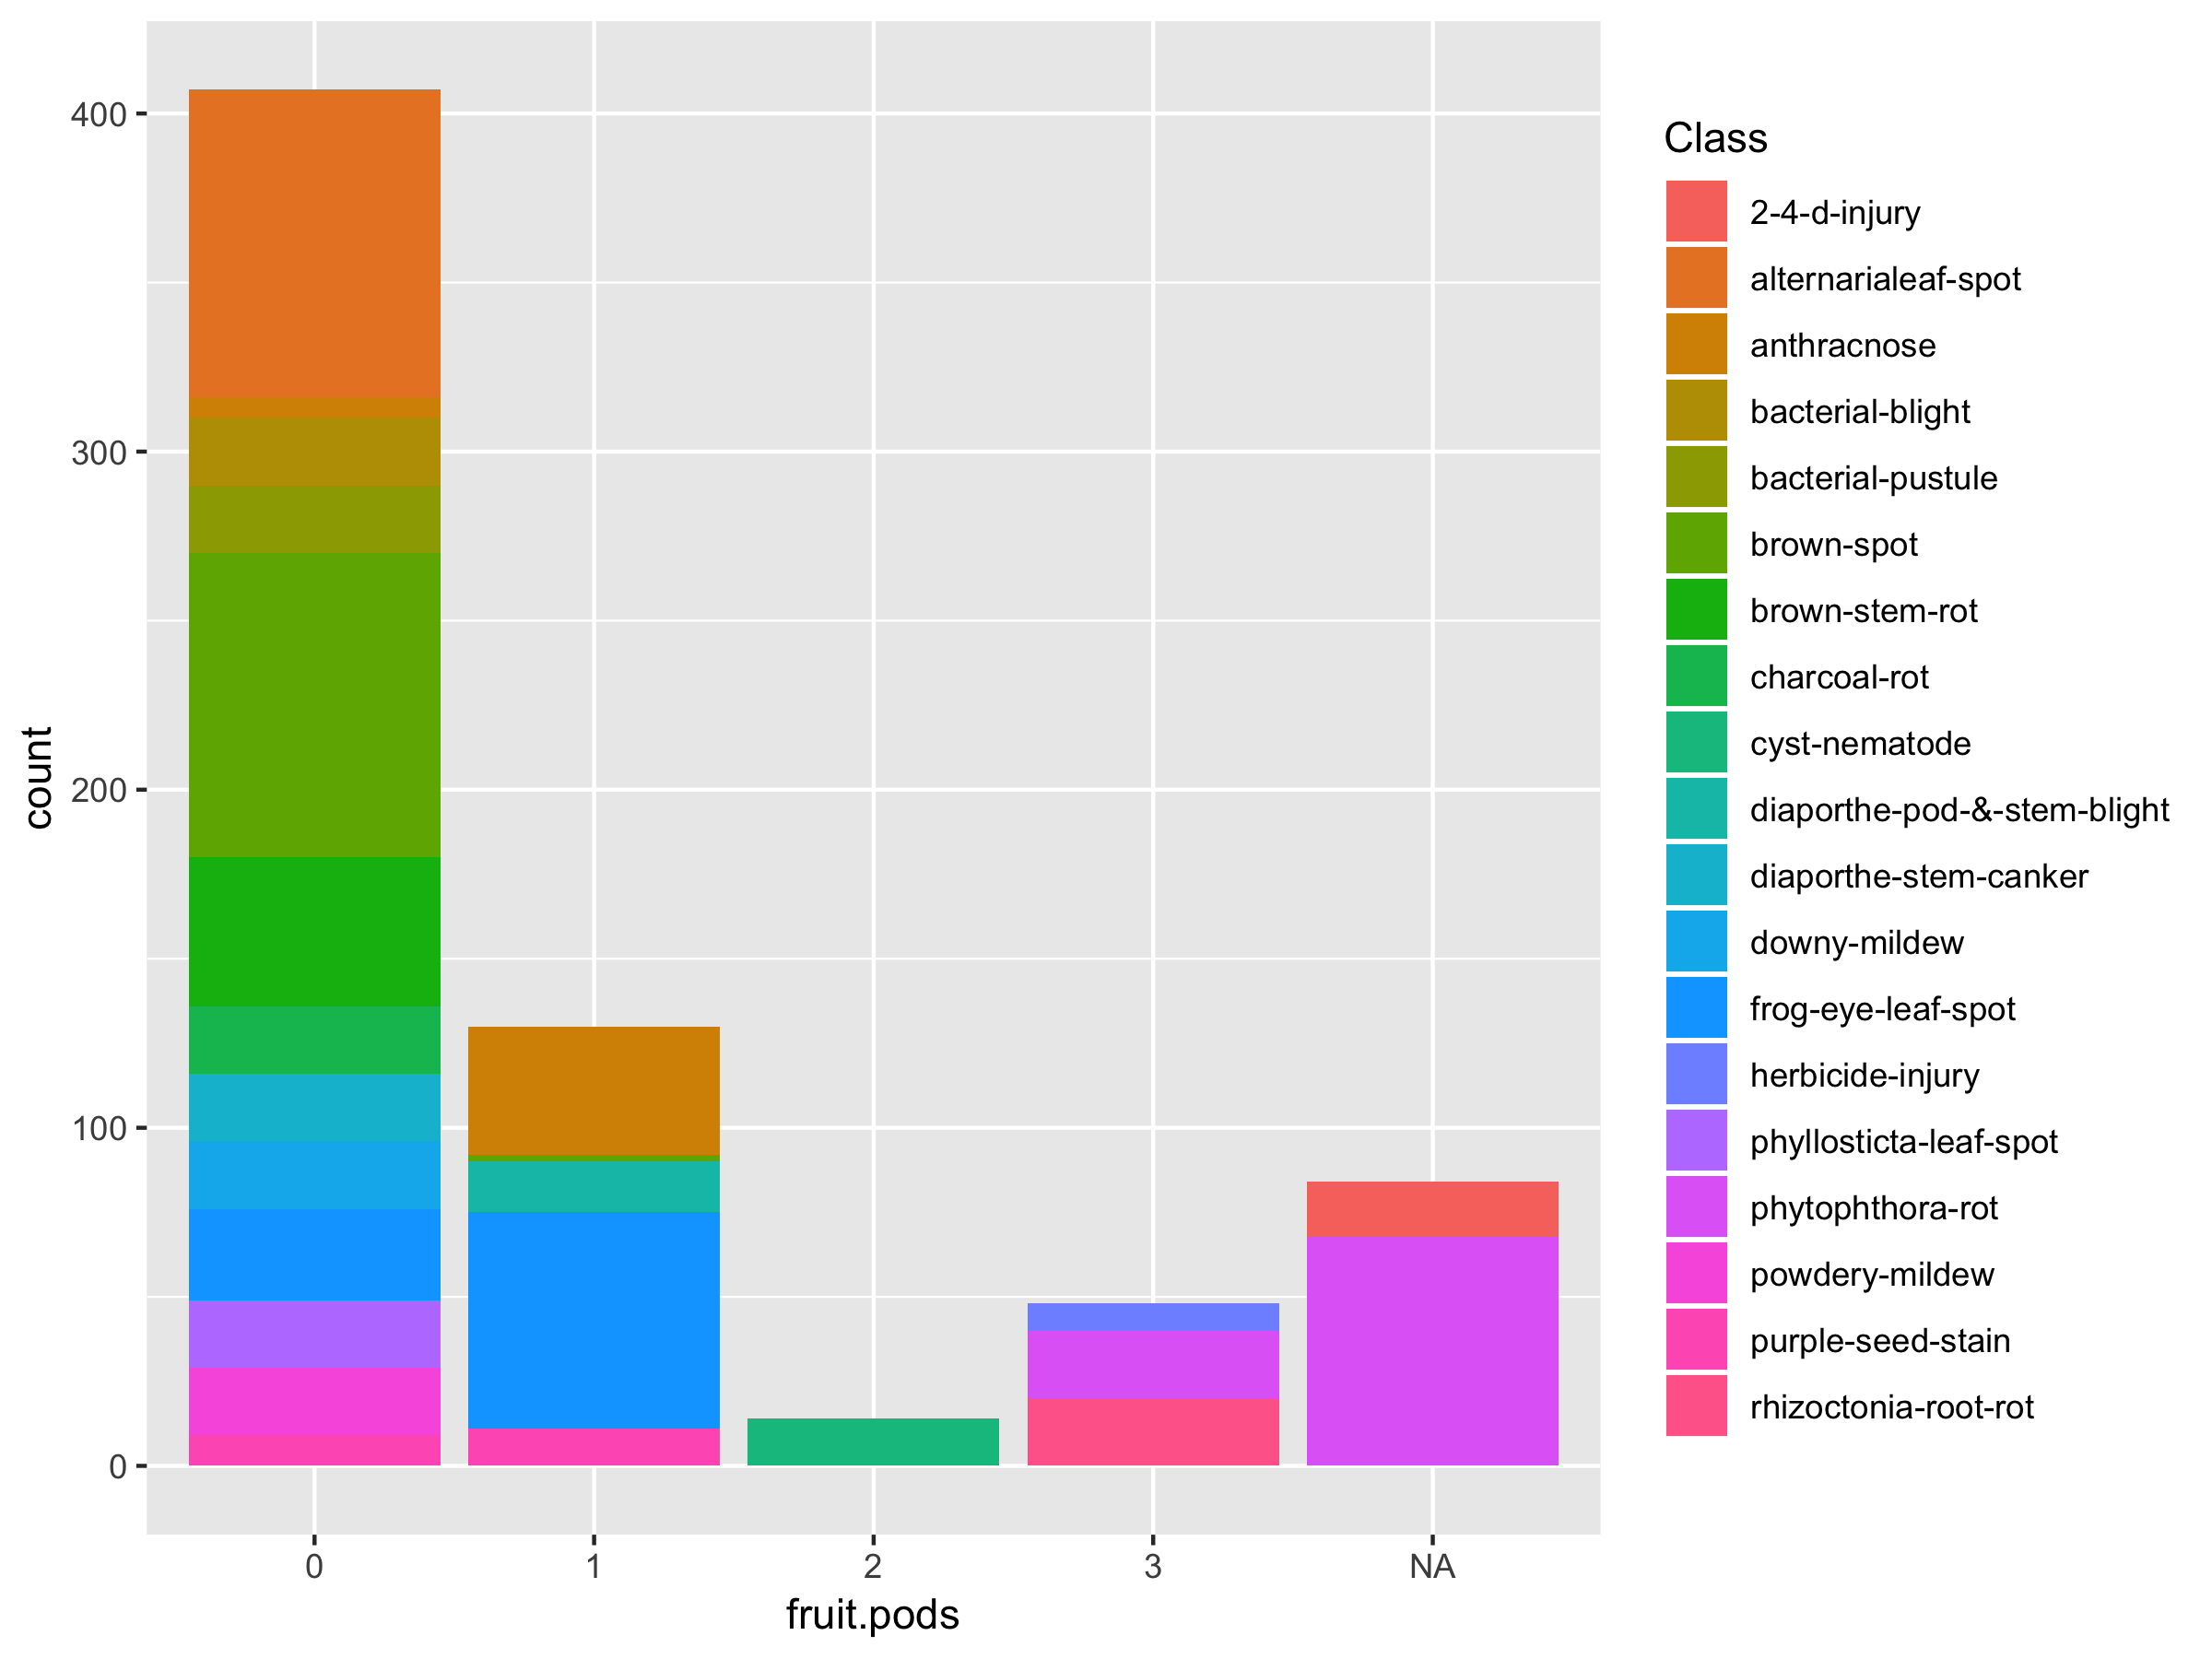 400
300
200
100
0
count
0 1 2 3 NA
fruit.pods
Class
2-4-d-injury
alternarialeaf-spot
anthracnose
bacterial-blight
bacterial-pustule
brown-spot
brown-stem-rot
charcoal-rot
cyst-nematode
diaporthe-pod-&-stem-blight
diaporthe-stem-canker
downy-mildew
frog-eye-leaf-spot
herbicide-injury
phyllosticta-leaf-spot
phytophthora-rot
powdery-mildew
purple-seed-stain
rhizoctonia-root-rot